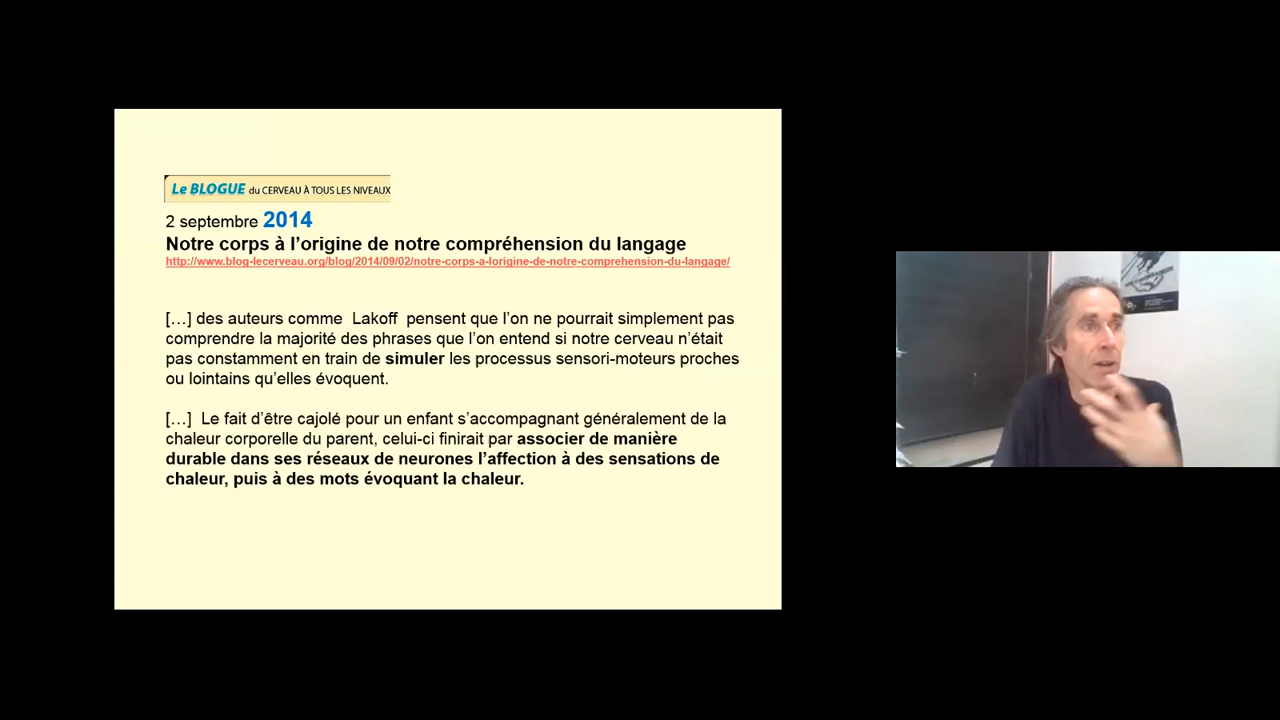 Le BLOGUE du CERVEAU À TOUS LES NIVEAUX
2 septembre 2014
Notre corps à l’origine de notre compréhension du langage
http://www.blog-lecerveau.org/blog/2014/09/02/notre-corps-a-lorigine-de-notre-comprehension-du-langage/
[…] des auteurs comme Lakoff pensent que l’on ne pourrait simplement pas
comprendre la majorité des phrases que l’on entend si notre cerveau n’était
pas constamment en train de simuler les processus sensori-moteurs proches
ou lointains qu’elles évoquent.
[…] Le fait d’être cajolé pour un enfant s’accompagnant généralement de la
chaleur corporelle du parent, celui-ci finirait par associer de manière
durable dans ses réseaux de neurones l’affection à des sensations de
chaleur, puis à des mots évoquant la chaleur.